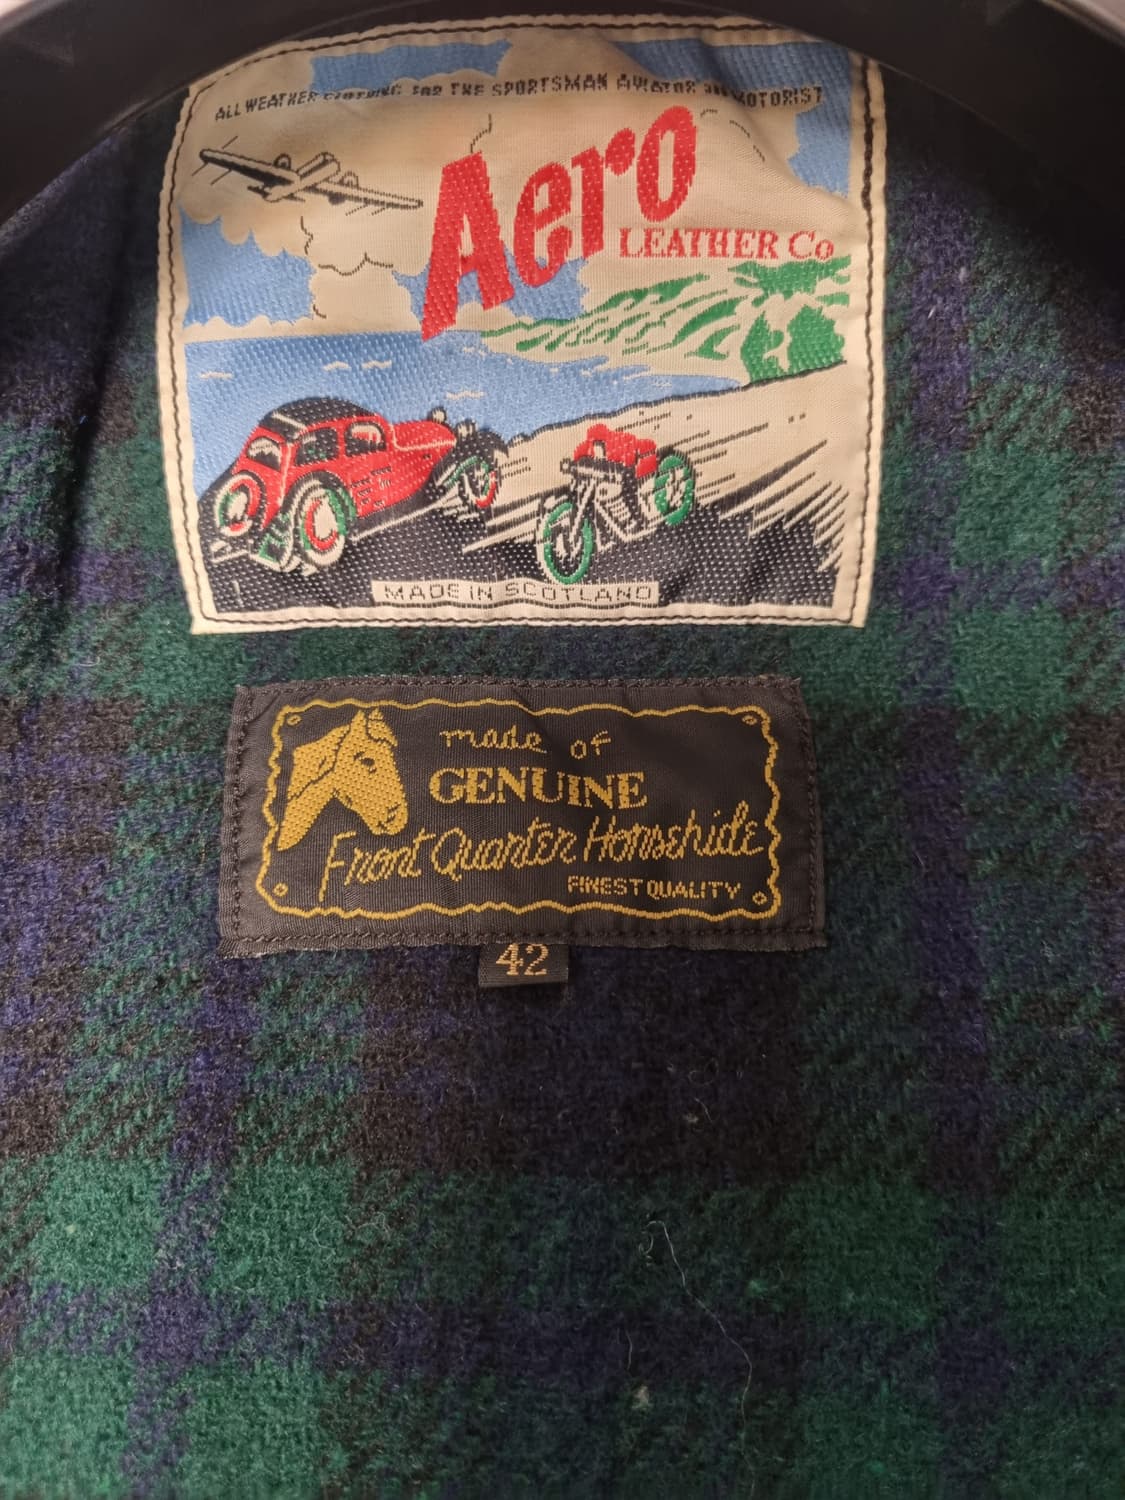 ALL WEATHER CLOTHING FOR THE SPORTSMAN AVIATOR AND MOTORIST
Aero
LEATHER Co
MADE IN SCOTLAND
made of
GENUINE
Front Quarter Horsehide
FINEST QUALITY
42